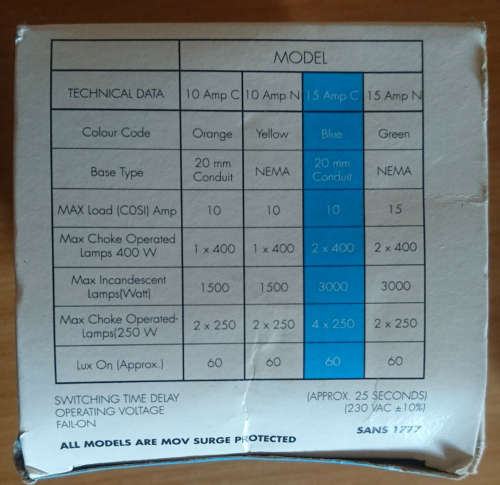 MODEL
TECHNICAL DATA 10 Amp C 10 Amp N 15 Amp C 15 Amp N
Colour Code Orange Yellow Blue Green
Base Type 20 mm Conduit NEMA 20 mm Conduit NEMA
MAX Load (COSI) Amp 10 10 10 15
Max Choke Operated Lamps 400 W 1 x 400 1 x 400 2 x 400 2 x 400
Max Incandescent Lamps(Watt) 1500 1500 3000 3000
Max Choke Operated- Lamps(250 W 2 x 250 2 x 250 4 x 250 2 x 250
Lux On (Approx.) 60 60 60 60
SWITCHING TIME DELAY (APPROX. 25 SECONDS)
OPERATING VOLTAGE (230 VAC ±10%)
FAIL-ON
SANS 1777
ALL MODELS ARE MOV SURGE PROTECTED